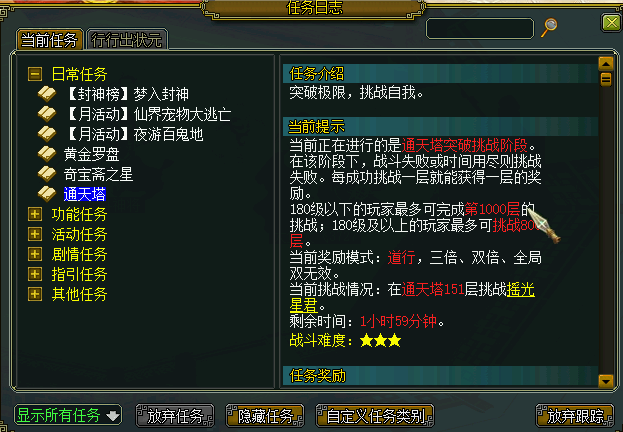 任务日志
当前任务
行行出状元
日常任务
【封神榜】梦入封神
【月活动】仙界宠物大逃亡
【月活动】夜游百鬼地
黄金罗盘
奇宝斋之星
通天塔
功能任务
活动任务
剧情任务
指引任务
其他任务
任务介绍
突破极限，挑战自我。
当前提示
当前正在进行的是通天塔突破挑战阶段。
在该阶段下，战斗失败或时间用尽则挑战
失败。每成功挑战一层就能获得一层的奖
励。
180级以下的玩家最多可完成第1000层的
挑战；180级及以上的玩家最多可挑战80
层。
当前奖励模式：道行，三倍、双倍、全局
双无效。
当前挑战情况：在通天塔151层挑战摇光
星君。
剩余时间：1小时59分钟。
战斗难度：★★★
任务奖励
显示所有任务
放弃任务
隐藏任务
自定义任务类别
放弃跟踪